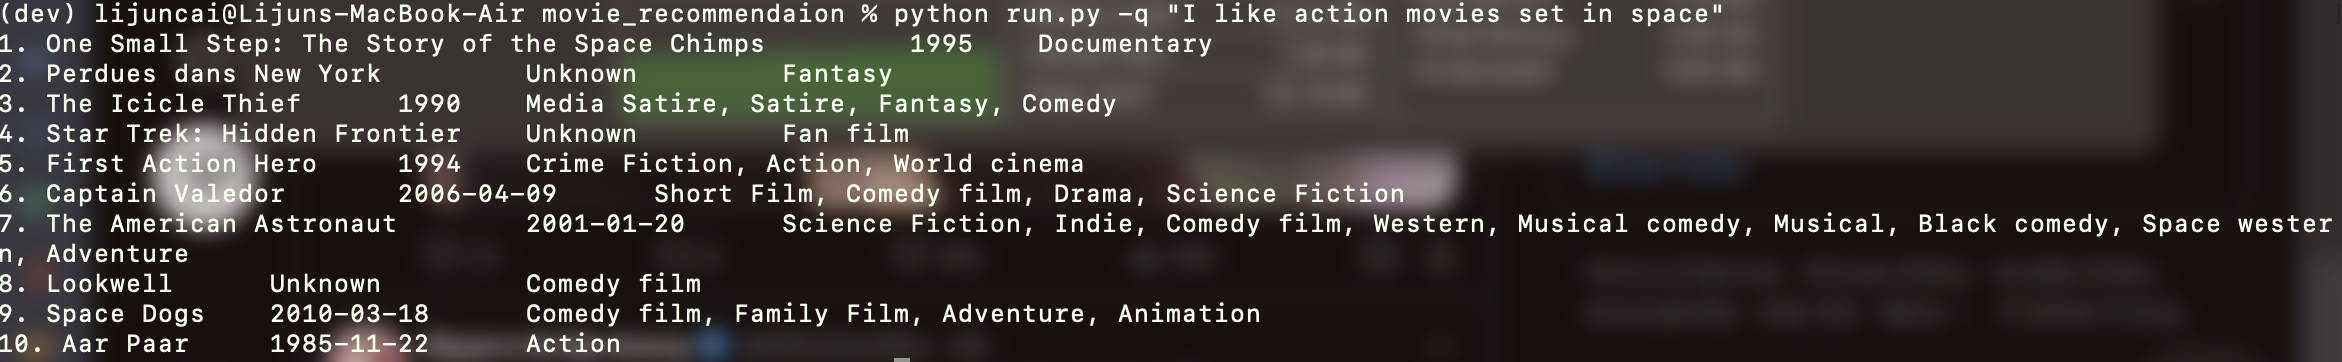 (dev) lijuncai@Lijuns-MacBook-Air movie_recommendaion % python run.py -q "I like action movies set in space"
1. One Small Step: The Story of the Space Chimps 1995 Documentary
2. Perdues dans New York Unknown Fantasy
3. The Icicle Thief 1990 Media Satire, Satire, Fantasy, Comedy
4. Star Trek: Hidden Frontier Unknown Fan film
5. First Action Hero 1994 Crime Fiction, Action, World cinema
6. Captain Valedor 2006-04-09 Short Film, Comedy film, Drama, Science Fiction
7. The American Astronaut 2001-01-20 Science Fiction, Indie, Comedy film, Western, Musical comedy, Musical, Black comedy, Space wester
n, Adventure
8. Lookwell Unknown Comedy film
9. Space Dogs 2010-03-18 Comedy film, Family Film, Adventure, Animation
10. Aar Paar 1985-11-22 Action